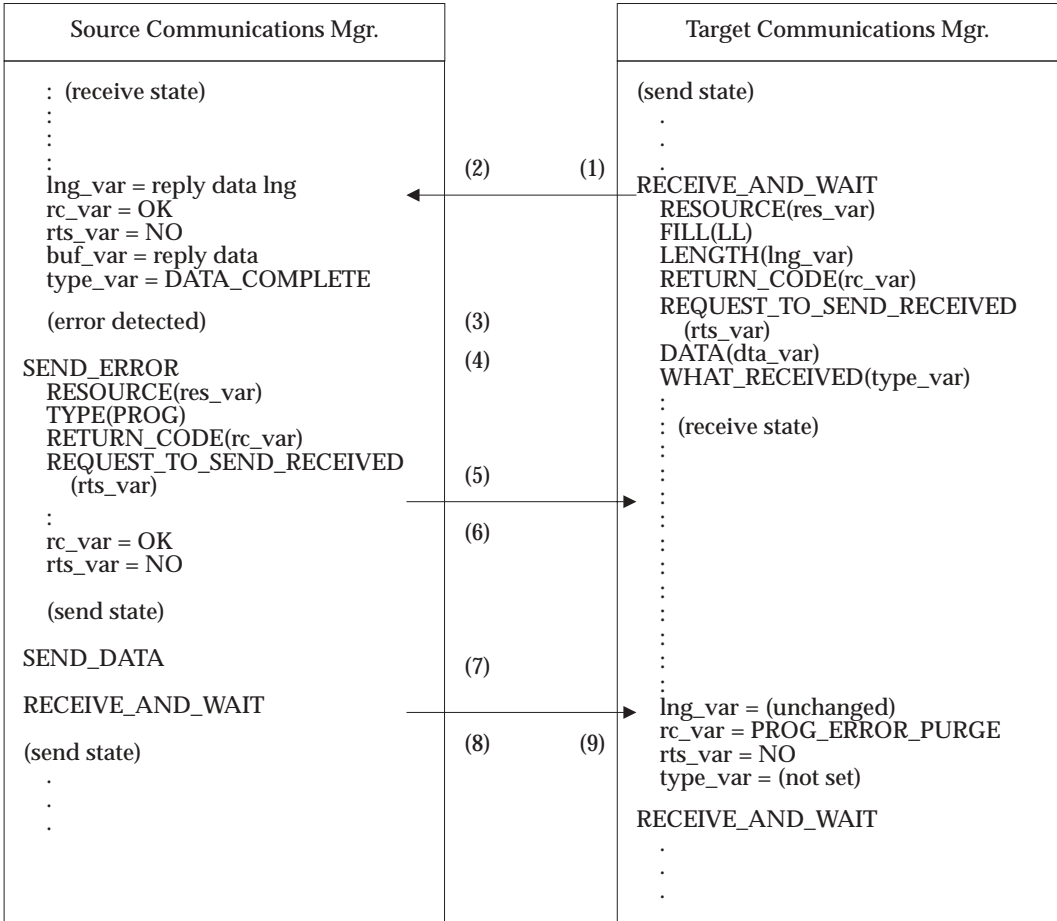 Source Communications Mgr.
: (receive state)
:
:
:
:
lng_var = reply data lng
rc_var = OK
rts_var = NO
buf_var = reply data
type_var = DATA_COMPLETE
(error detected)
SEND_ERROR
RESOURCE(res_var)
TYPE(PROG)
RETURN_CODE(rc_var)
REQUEST_TO_SEND_RECEIVED
(rts_var)
:
rc_var = OK
rts_var = NO
(send state)
SEND_DATA
RECEIVE_AND_WAIT
(send state)
.
.
.
(2)
(3)
(4)
(5)
(6)
(7)
(8)
(1)
(9)
Target Communications Mgr.
(send state)
.
.
.
RECEIVE_AND_WAIT
RESOURCE(res_var)
FILL(LL)
LENGTH(lng_var)
RETURN_CODE(rc_var)
REQUEST_TO_SEND_RECEIVED
(rts_var)
DATA(dta_var)
WHAT_RECEIVED(type_var)
:
: (receive state)
:
:
:
:
:
:
:
:
:
:
:
:
lng_var = (unchanged)
rc_var = PROG_ERROR_PURGE
rts_var = NO
type_var = (not set)
RECEIVE_AND_WAIT
.
.
.